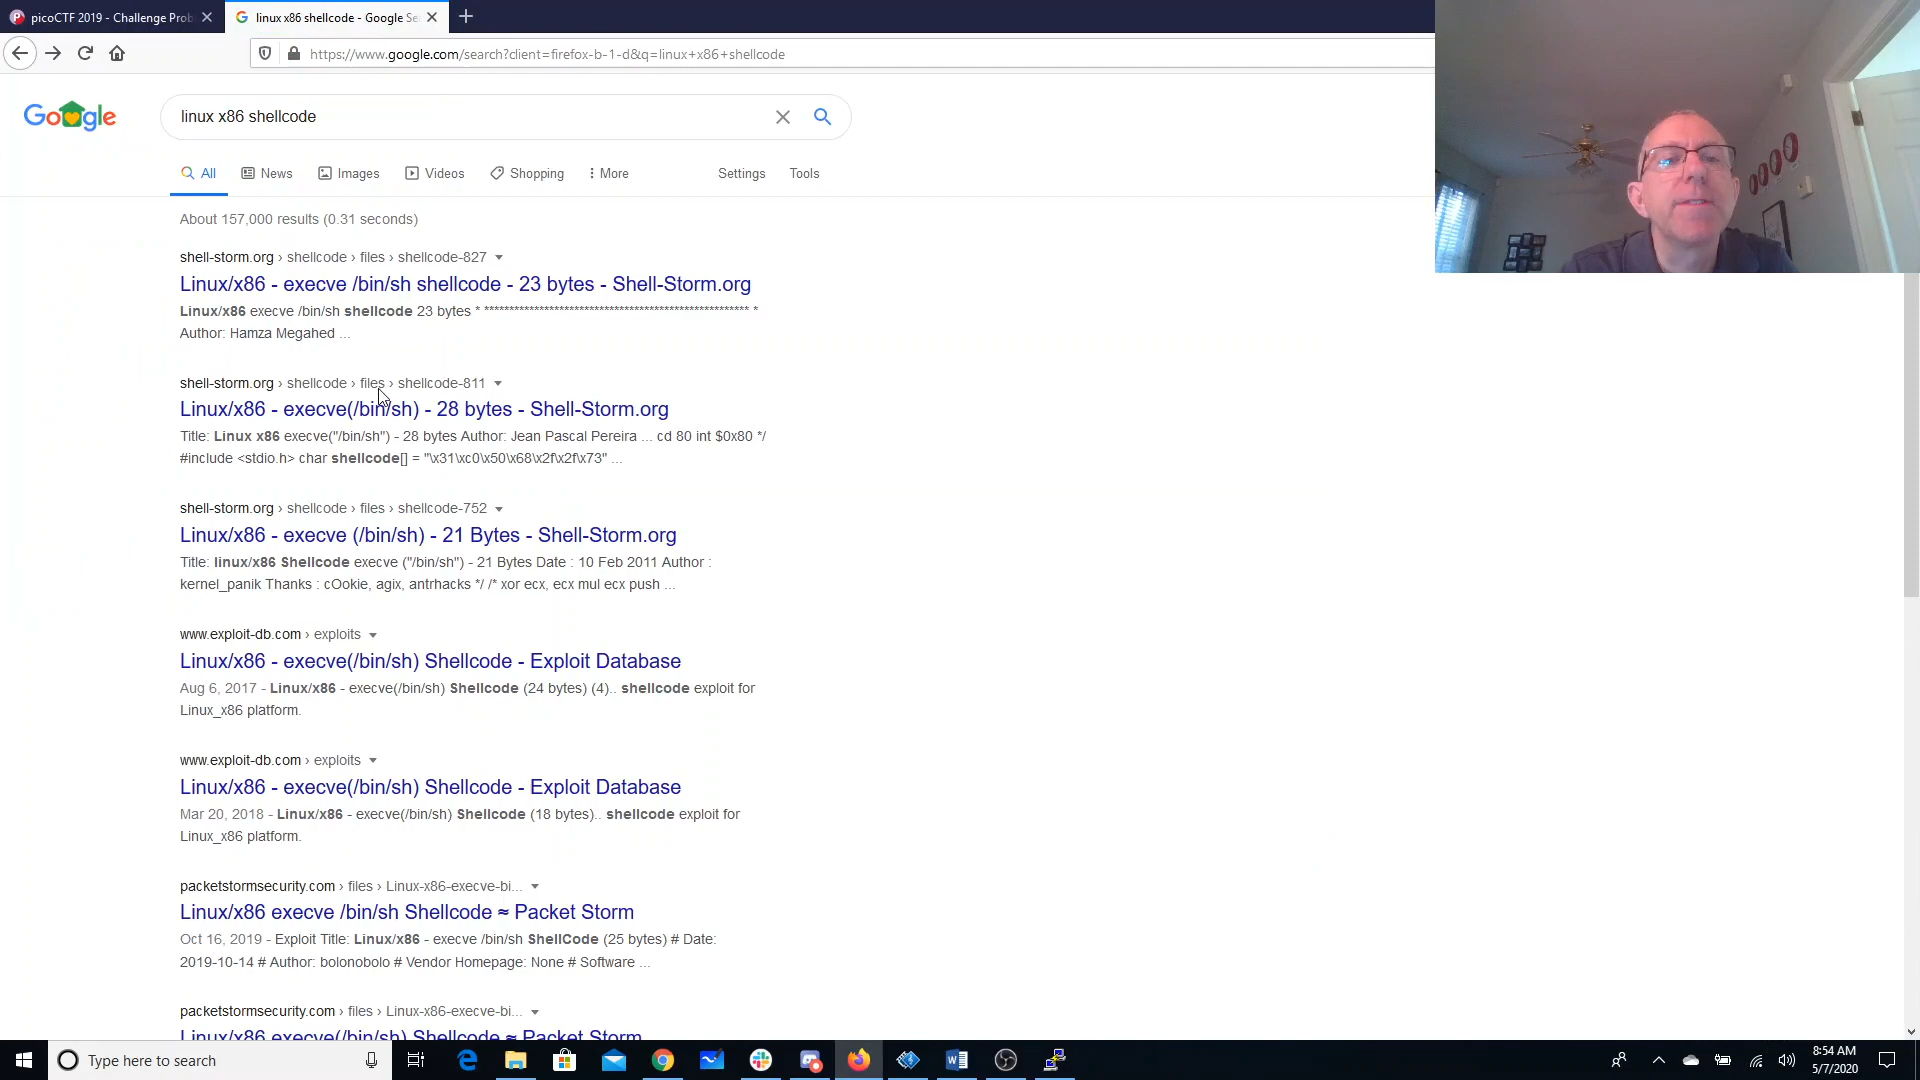 picoCTF 2019 - Challenge Prob
linux x86 shellcode - Google Se
https://www.google.com/search?client=firefox-b-1-d&q=linux+x86+shellcode
Google
linux x86 shellcode
All
News
Images
Videos
Shopping
More
Settings
Tools
About 157,000 results (0.31 seconds)
shell-storm.org › shellcode › files › shellcode-827
Linux/x86 - execve /bin/sh shellcode - 23 bytes - Shell-Storm.org
Linux/x86 execve /bin/sh shellcode 23 bytes * **************************************************** *
Author: Hamza Megahed ...
shell-storm.org › shellcode › files › shellcode-811
Linux/x86 - execve(/bin/sh) - 28 bytes - Shell-Storm.org
Title: Linux x86 execve("/bin/sh") - 28 bytes Author: Jean Pascal Pereira ... cd 80 int $0x80 */
#include <stdio.h> char shellcode[] = "\x31\xc0\x50\x68\x2f\x2f\x73" ...
shell-storm.org › shellcode › files › shellcode-752
Linux/x86 - execve (/bin/sh) - 21 Bytes - Shell-Storm.org
Title: linux/x86 Shellcode execve ("/bin/sh") - 21 Bytes Date : 10 Feb 2011 Author :
kernel_panik Thanks : cOokie, agix, antrhacks */ /* xor ecx, ecx mul ecx push ...
www.exploit-db.com › exploits
Linux/x86 - execve(/bin/sh) Shellcode - Exploit Database
Aug 6, 2017 - Linux/x86 - execve(/bin/sh) Shellcode (24 bytes) (4).. shellcode exploit for
Linux_x86 platform.
www.exploit-db.com › exploits
Linux/x86 - execve(/bin/sh) Shellcode - Exploit Database
Mar 20, 2018 - Linux/x86 - execve(/bin/sh) Shellcode (18 bytes).. shellcode exploit for
Linux_x86 platform.
packetstormsecurity.com › files › Linux-x86-execve-bi...
Linux/x86 execve /bin/sh Shellcode ≈ Packet Storm
Oct 16, 2019 - Exploit Title: Linux/x86 - execve /bin/sh ShellCode (25 bytes) # Date:
2019-10-14 # Author: bolonobolo # Vendor Homepage: None # Software ...
packetstormsecurity.com › files › Linux-x86-execve-bi...
Linux/x86 execve(/bin/sh) Shellcode ≈ Packet Storm
Type here to search
8:54 AM
5/7/2020